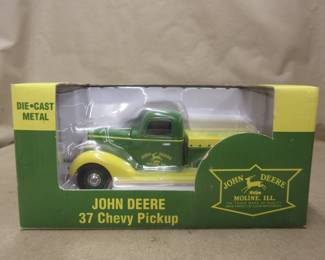 DIE•CAST
METAL
JOHN DEERE
37 Chevy Pickup
JOHN DEERE
MOLINE, ILL.